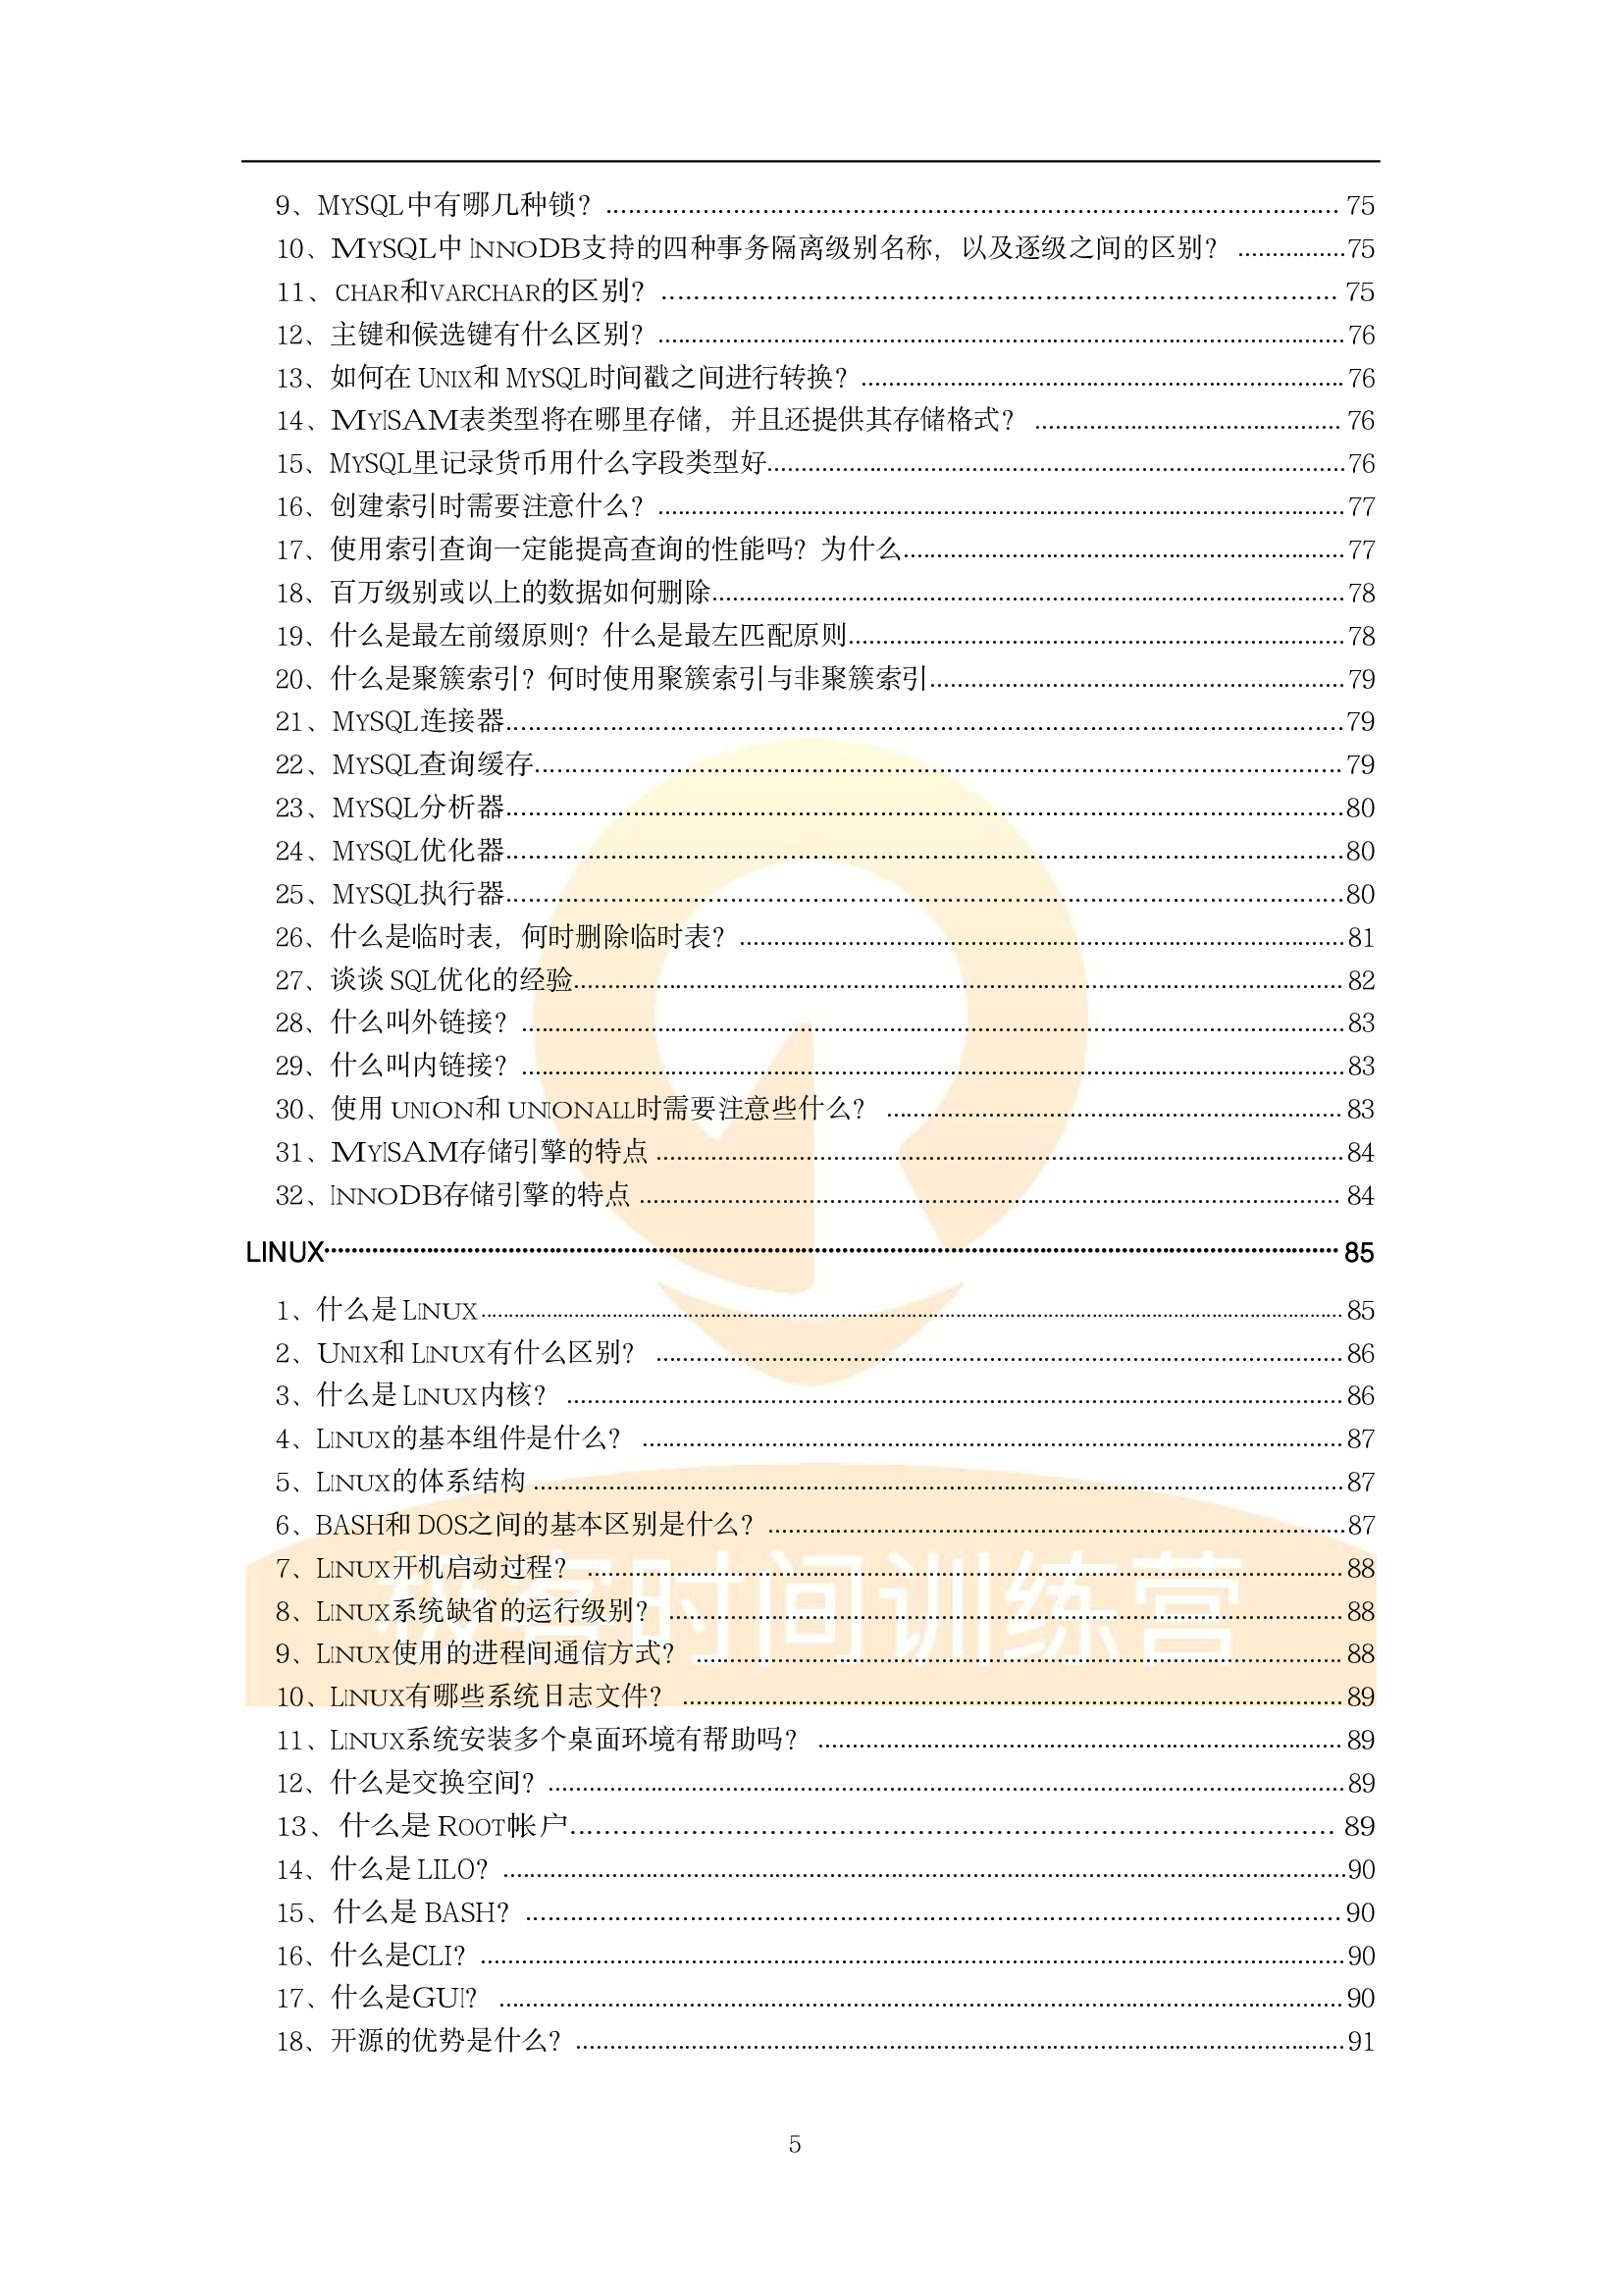 9、MYSQL中有哪几种锁？ 75
10、MYSQL中 INNODB支持的四种事务隔离级别名称，以及逐级之间的区别？ 75
11、CHAR和VARCHAR的区别？ 75
12、主键和候选键有什么区别？ 76
13、如何在 UNIX和 MYSQL时间戳之间进行转换？ 76
14、MYISAM表类型将在哪里存储，并且还提供其存储格式？ 76
15、MYSQL里记录货币用什么字段类型好 76
16、创建索引时需要注意什么？ 77
17、使用索引查询一定能提高查询的性能吗？为什么 77
18、百万级别或以上的数据如何删除 78
19、什么是最左前缀原则？什么是最左匹配原则 78
20、什么是聚簇索引？何时使用聚簇索引与非聚簇索引 79
21、MYSQL连接器 79
22、MYSQL查询缓存 79
23、MYSQL分析器 80
24、MYSQL优化器 80
25、MYSQL执行器 80
26、什么是临时表，何时删除临时表？ 81
27、谈谈 SQL优化的经验 82
28、什么叫外链接？ 83
29、什么叫内链接？ 83
30、使用 UNION和 UNIONALL时需要注意些什么？ 83
31、MYISAM存储引擎的特点 84
32、INNODB存储引擎的特点 84
LINUX 85
1、什么是 LINUX 85
2、UNIX和 LINUX有什么区别？ 86
3、什么是 LINUX内核？ 86
4、LINUX的基本组件是什么？ 87
5、LINUX的体系结构 87
6、BASH和 DOS之间的基本区别是什么？ 87
7、LINUX开机启动过程？ 88
8、LINUX系统缺省的运行级别？ 88
9、LINUX使用的进程间通信方式？ 88
极客时间训练营
10、LINUX有哪些系统日志文件？ 89
11、LINUX系统安装多个桌面环境有帮助吗？ 89
12、什么是交换空间？ 89
13、什么是 ROOT帐户 89
14、什么是 LILO？ 90
15、什么是 BASH？ 90
16、什么是CLI？ 90
17、什么是GUI？ 90
18、开源的优势是什么？ 91
5